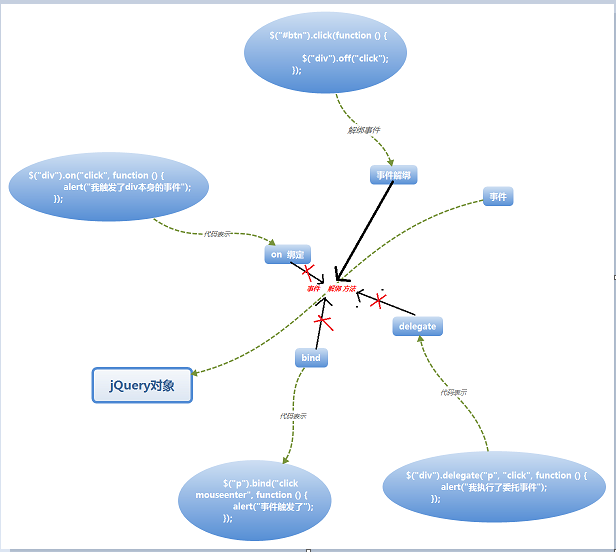 $("#btn").click(function () {
$("div").off("click");
});
解绑事件
事件解绑
$("div").on("click", function () {
alert("我触发了div本身的事件");
});
事件
代码表示
on 绑定
事件 解绑 方法
delegate
bind
jQuery对象
代码表示
代码表示
$("p").bind("click
mouseenter", function () {
alert("事件触发了");
});
$("div").delegate("p", "click", function () {
alert("我执行了委托事件");
});